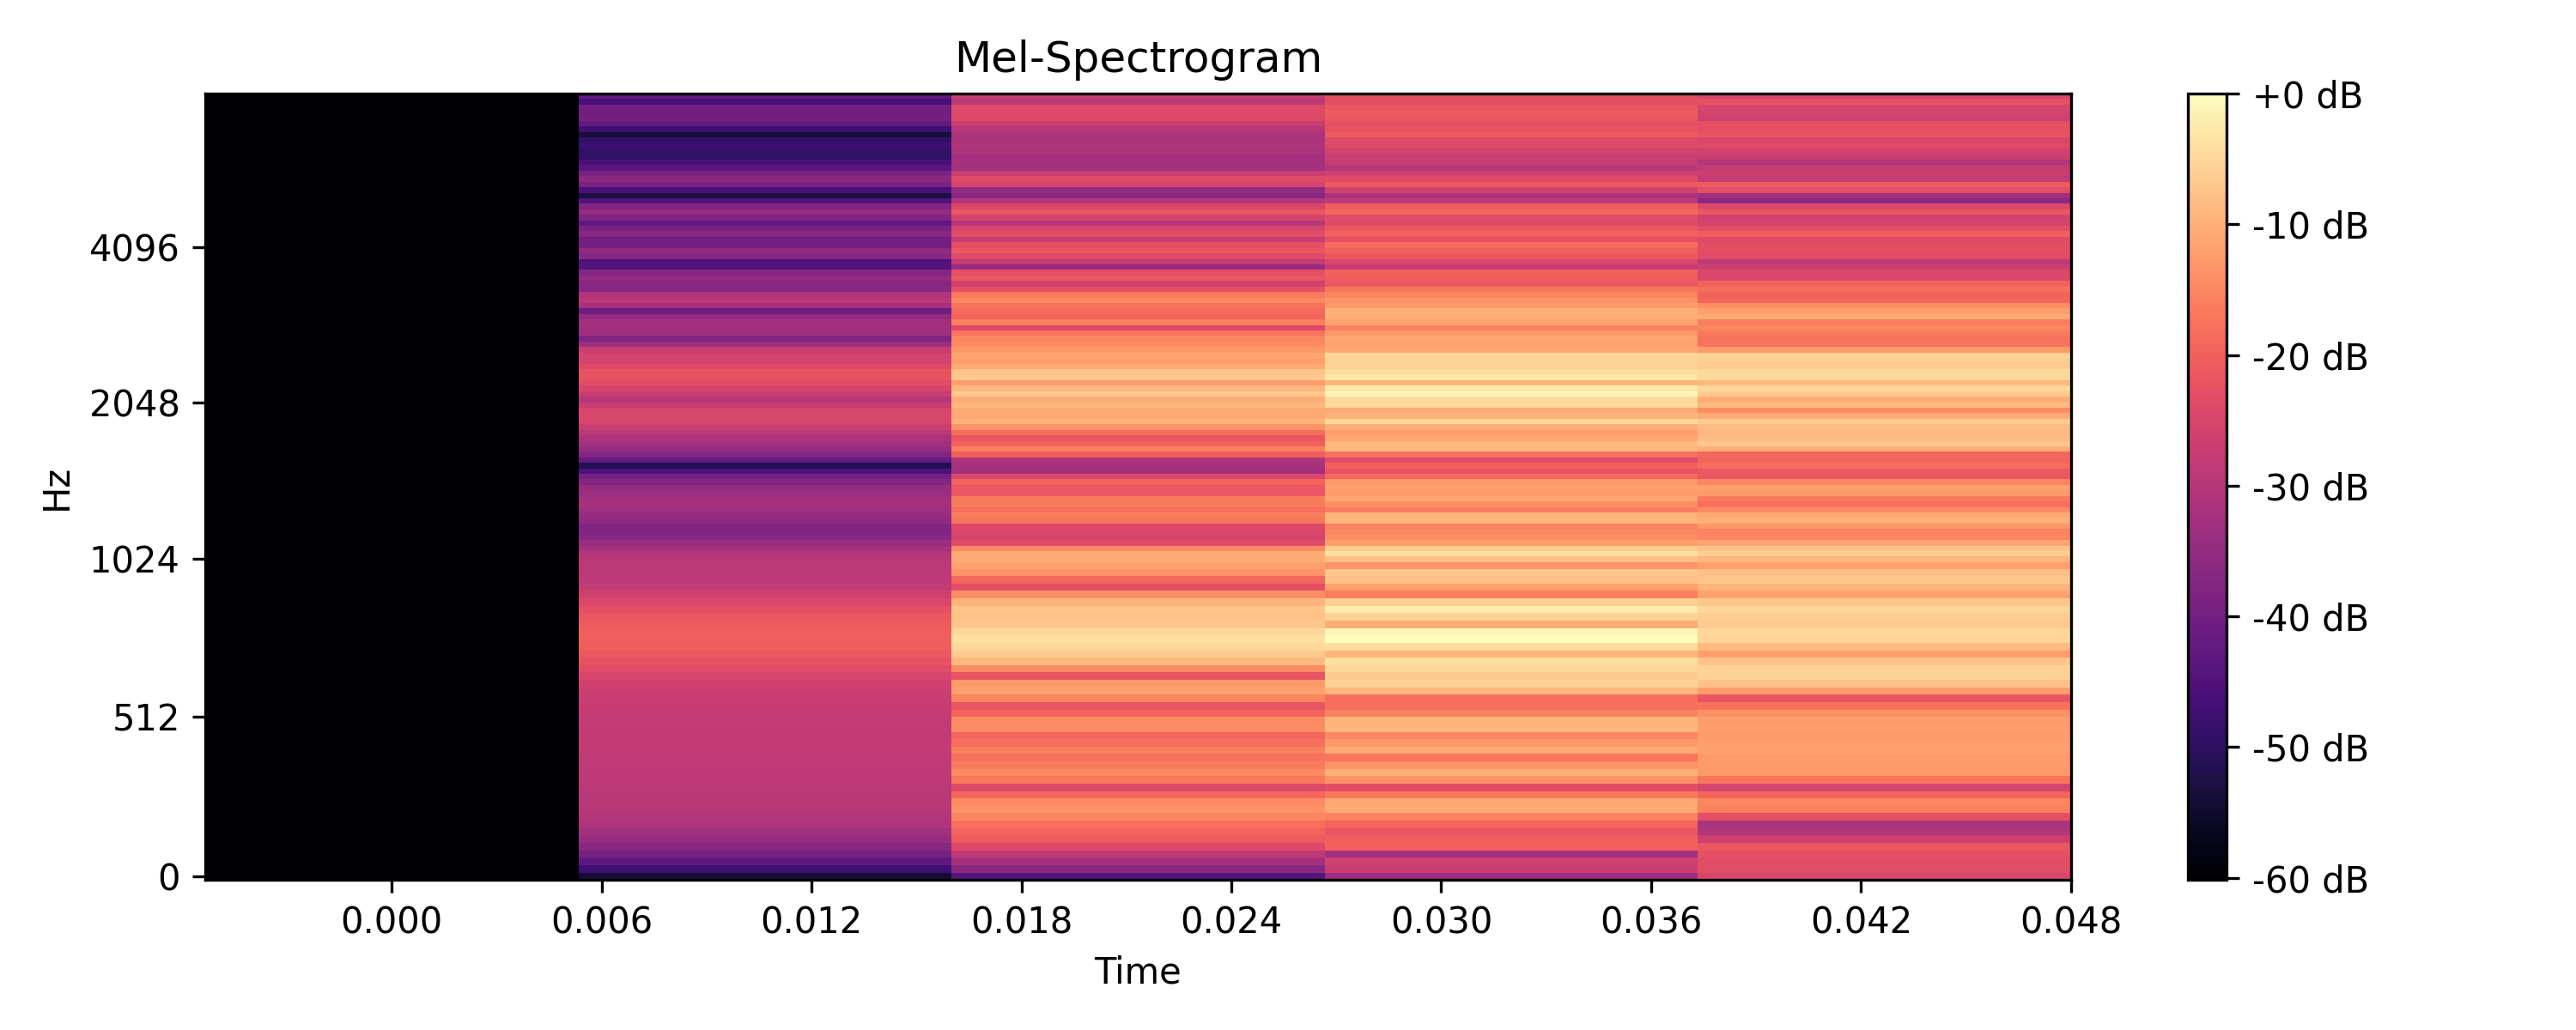 Mel-Spectrogram
+0 dB
-10 dB
-20 dB
-30 dB
-40 dB
-50 dB
-60 dB
Hz
4096
2048
1024
512
0
0.000 0.006 0.012 0.018 0.024 0.030 0.036 0.042 0.048
Time